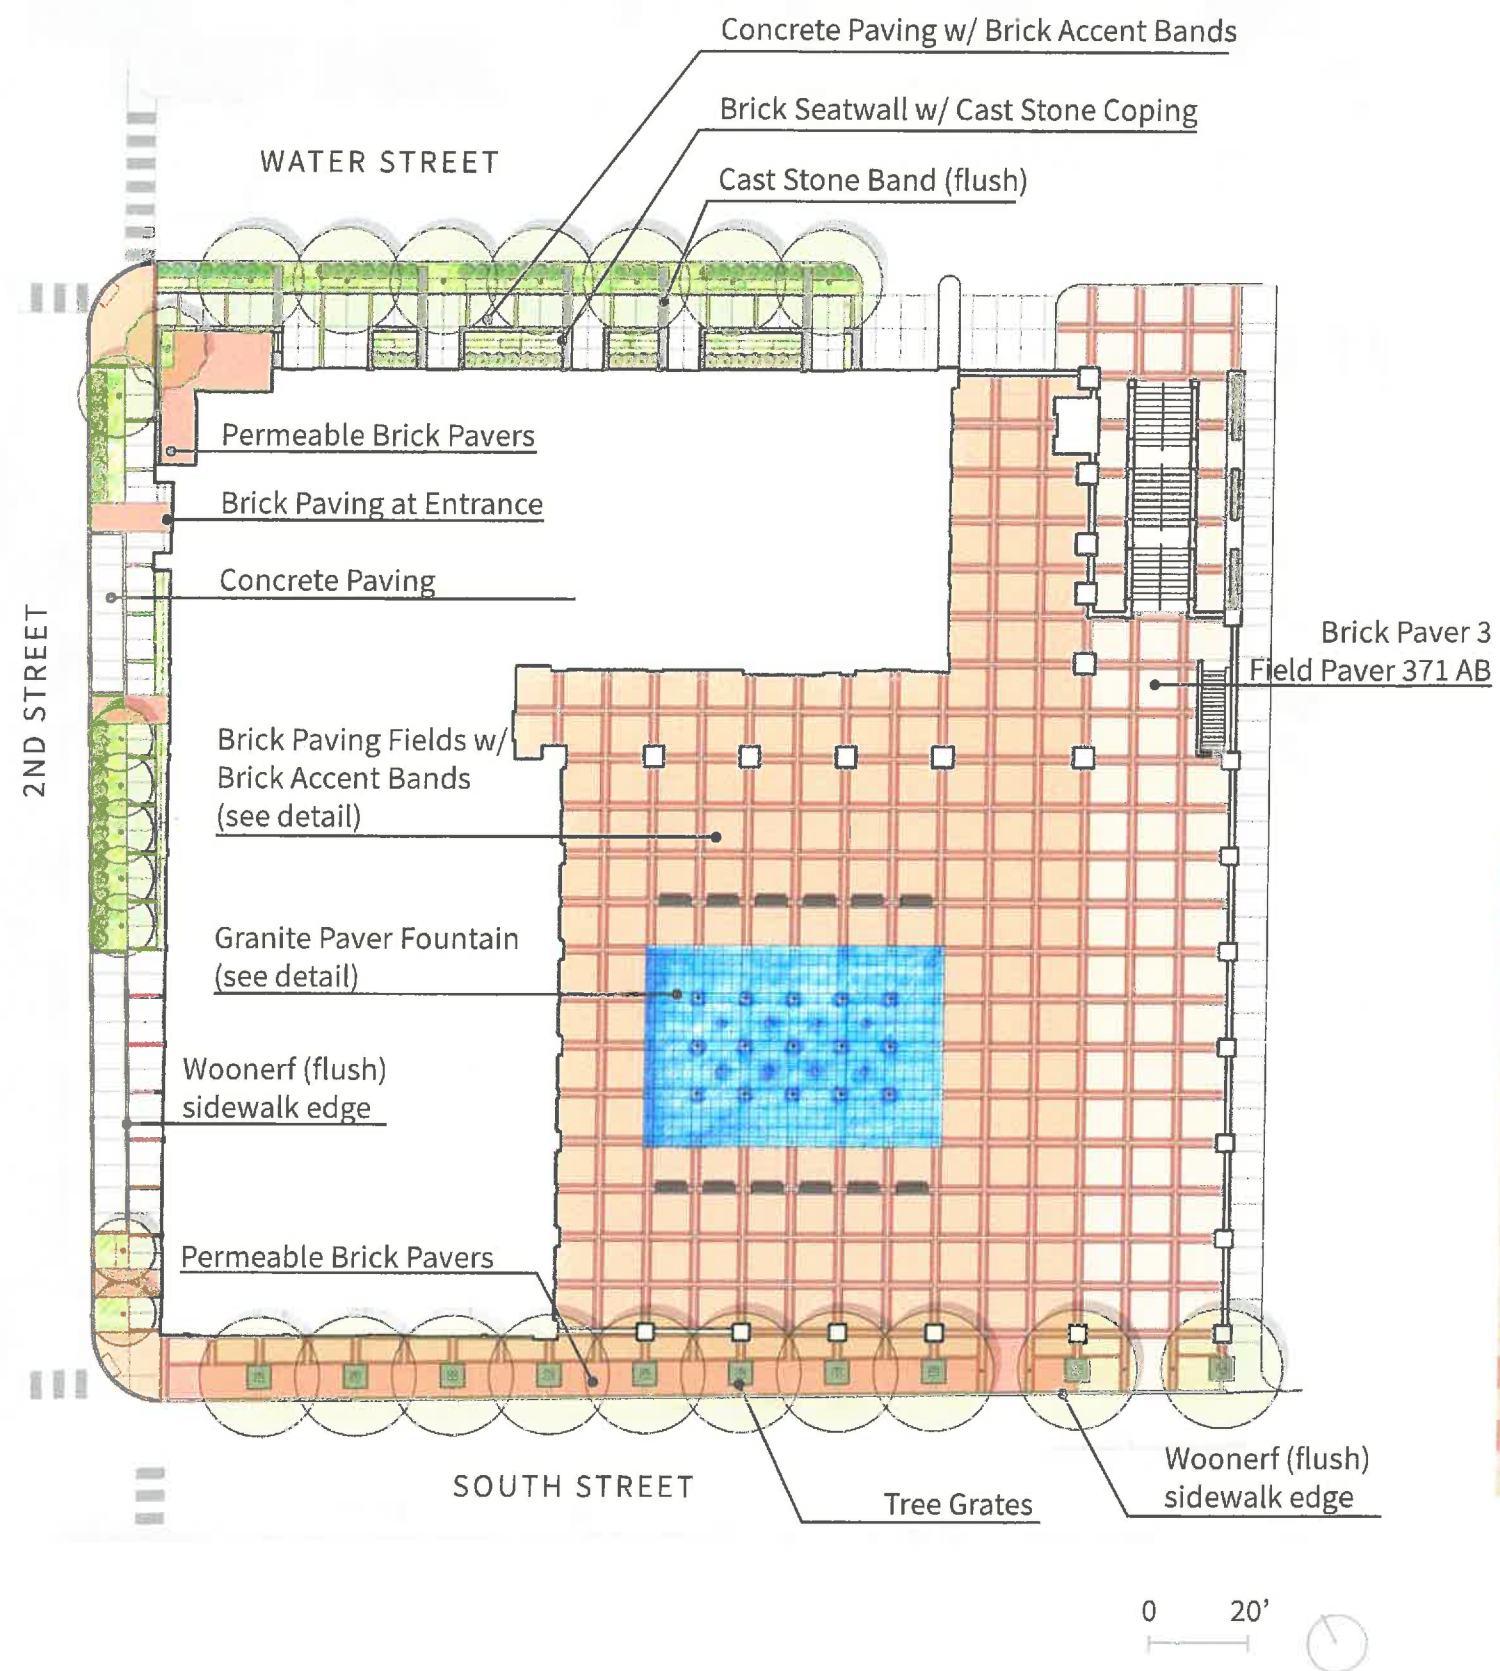 Concrete Paving w/ Brick Accent Bands
Brick Seatwall w/ Cast Stone Coping
WATER STREET
Cast Stone Band (flush)
Permeable Brick Pavers
Brick Paving at Entrance
Concrete Paving
2ND STREET
Brick Paver 3
Field Paver 371 AB
Brick Paving Fields w/
Brick Accent Bands
(see detail)
Granite Paver Fountain
(see detail)
Woonerf (flush)
sidewalk edge
Permeable Brick Pavers
SOUTH STREET
Tree Grates
Woonerf (flush)
sidewalk edge
0 20'